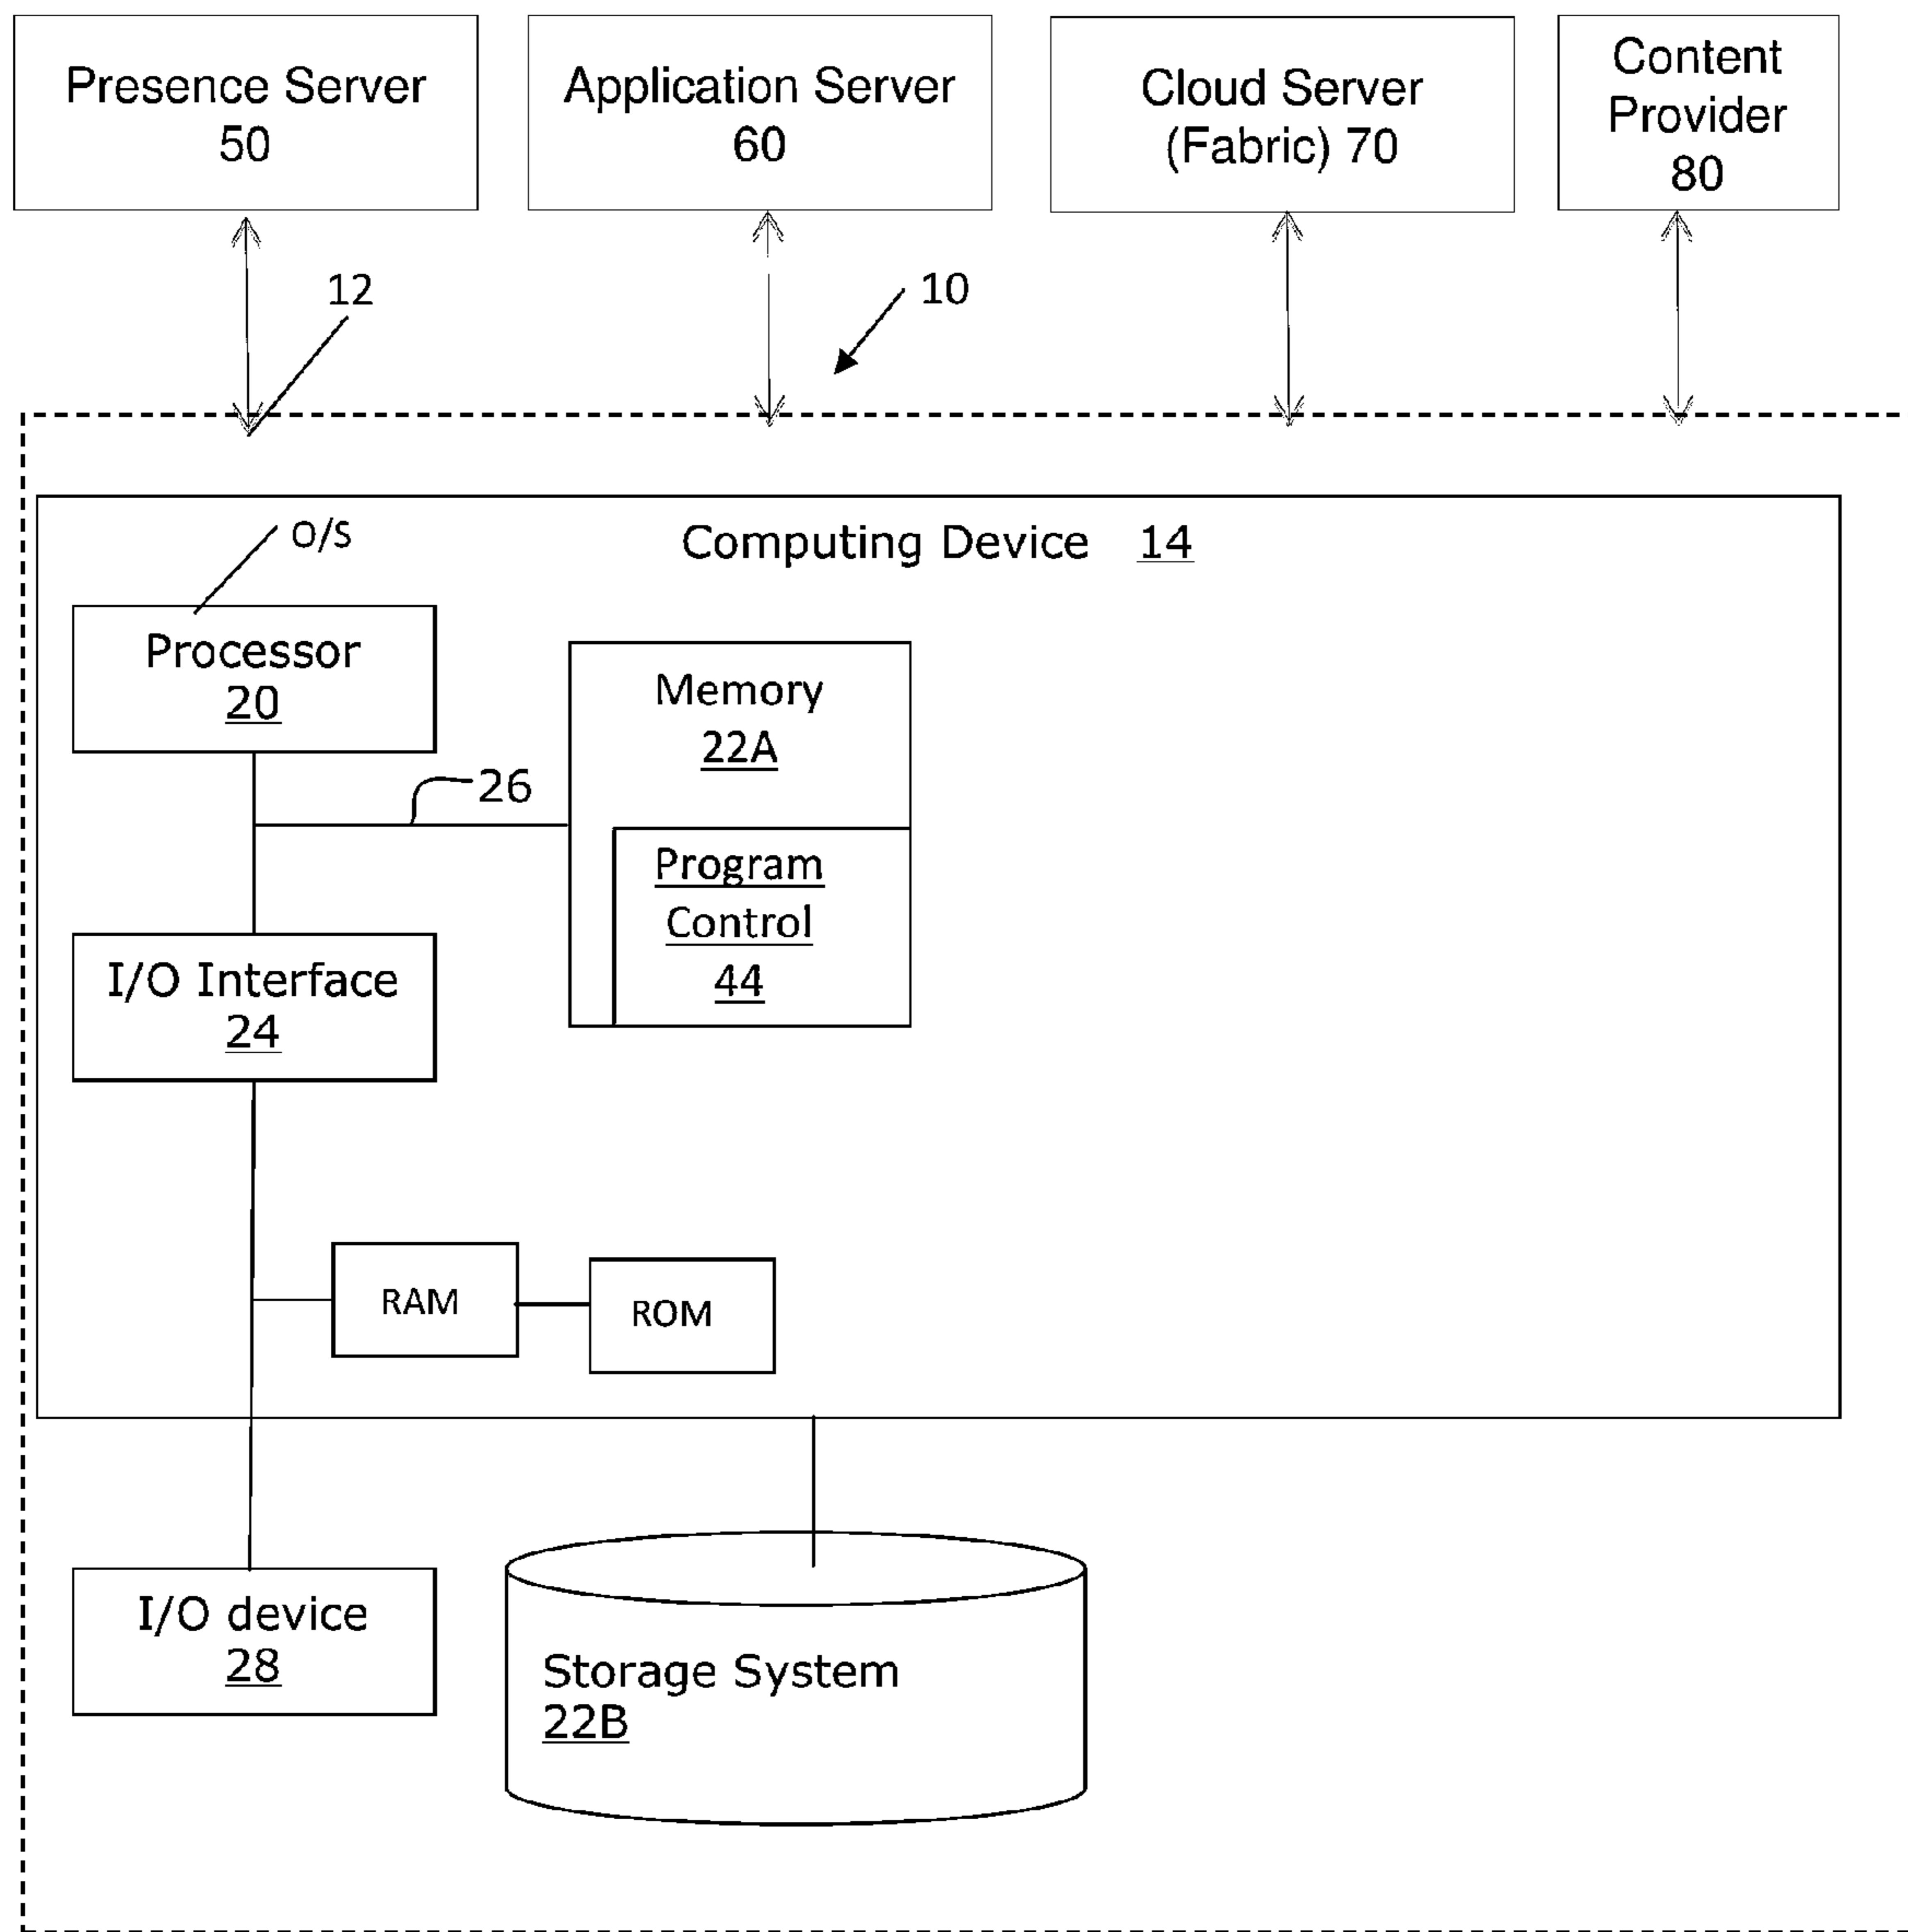 Presence Server
50
Application Server
60
Cloud Server
(Fabric) 70
Content
Provider
80
12
10
O/S
Computing Device 14
Processor
20
Memory
22A
26
Program
Control
44
I/O Interface
24
RAM
ROM
I/O device
28
Storage System
22B